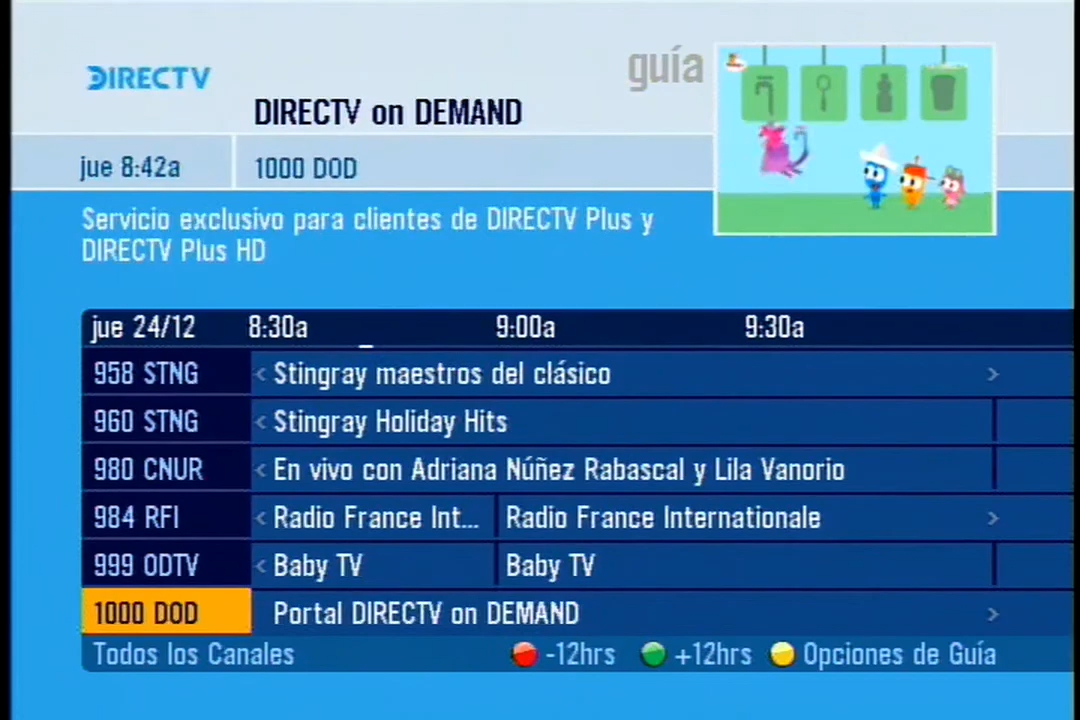 DIRECTV
guía
DIRECTV on DEMAND
jue 8:42a
1000 DOD
Servicio exclusivo para clientes de DIRECTV Plus y
DIRECTV Plus HD
jue 24/12 8:30a 9:00a 9:30a
958 STNG < Stingray maestros del clásico >
960 STNG < Stingray Holiday Hits
980 CNUR < En vivo con Adriana Núñez Rabascal y Lila Vanorio
984 RFI < Radio France Int... Radio France Internationale >
999 ODTV < Baby TV Baby TV
1000 DOD Portal DIRECTV on DEMAND >
Todos los Canales -12hrs +12hrs Opciones de Guía